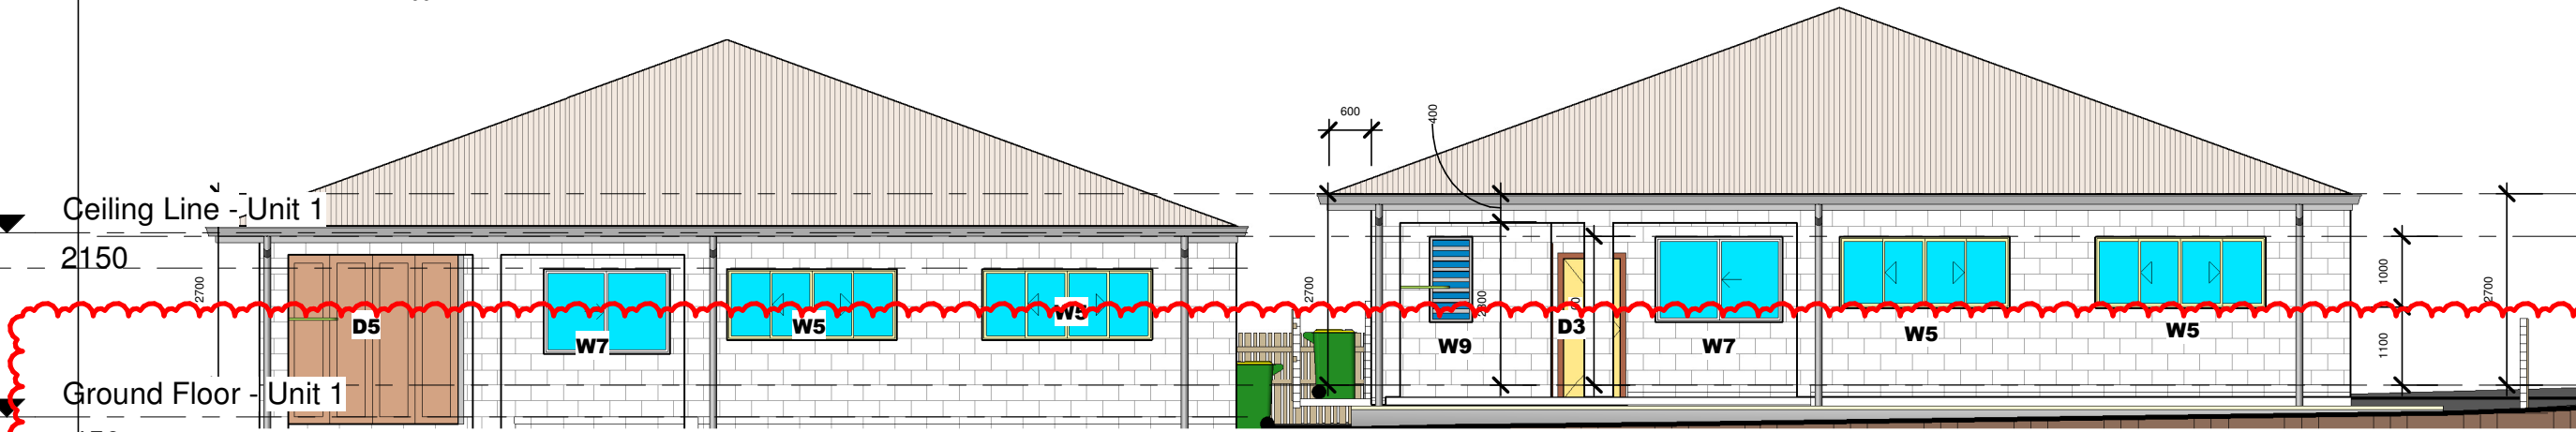 400
600
Ceiling Line - Unit 1
2150
2700
2700
1000
2700
D5
W7
W5
W5
W9
D3
W7
W5
W5
1100
Ground Floor - Unit 1